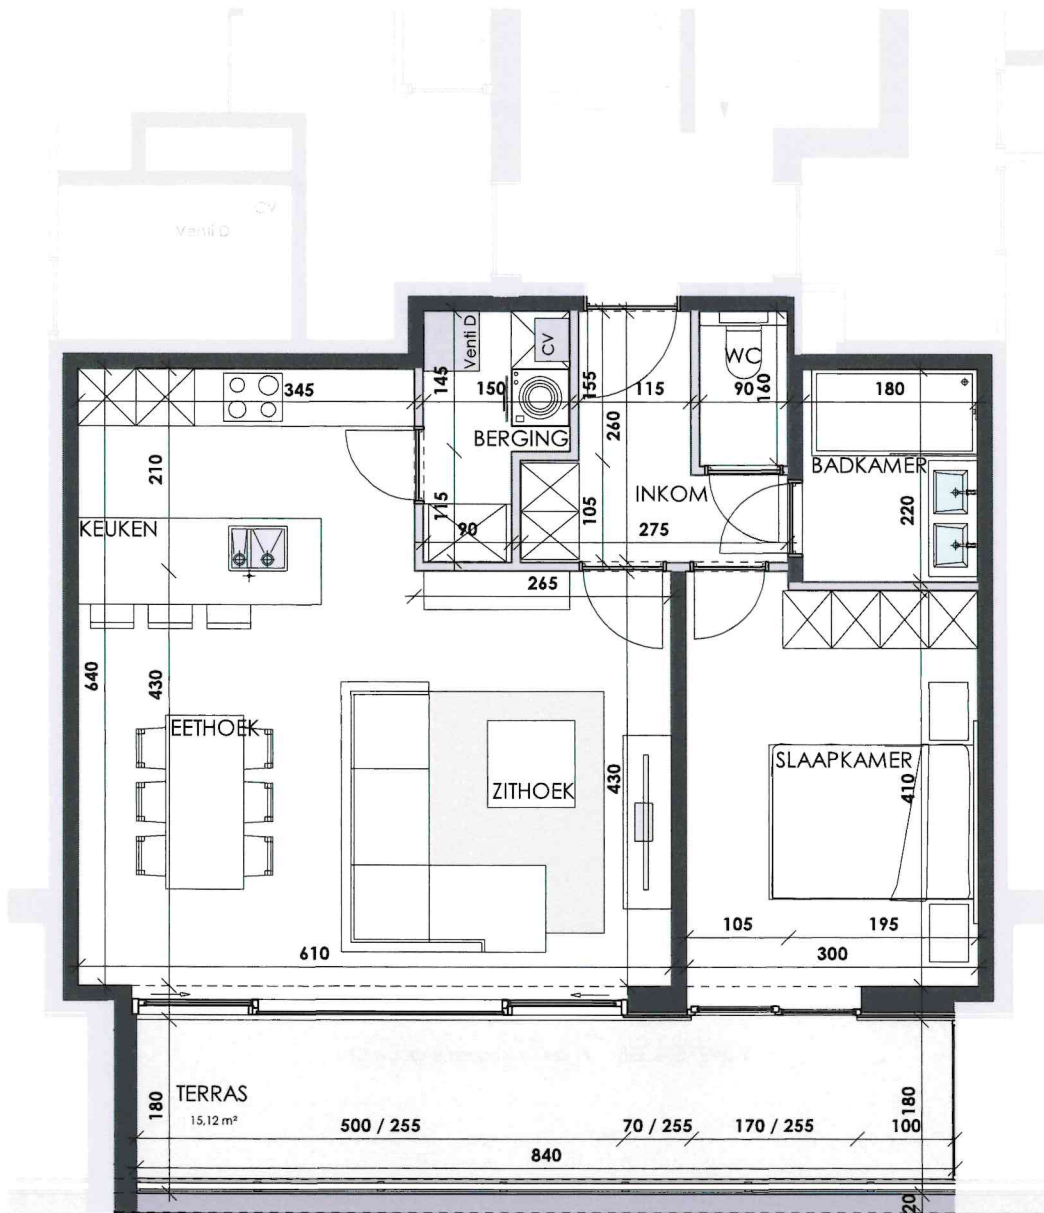 Venti D
CV
Venti D
CV
WC
345
145
150
155
115
90
160
180
260
BERGING
BADKAMER
210
INKOM
KEUKEN
115
90
105
275
220
265
640
430
EETHOEK
ZITHOEK
430
SLAAPKAMER
410
105
195
610
300
TERRAS
15,12 m²
180
180
500 / 255
70 / 255
170 / 255
100
840
20